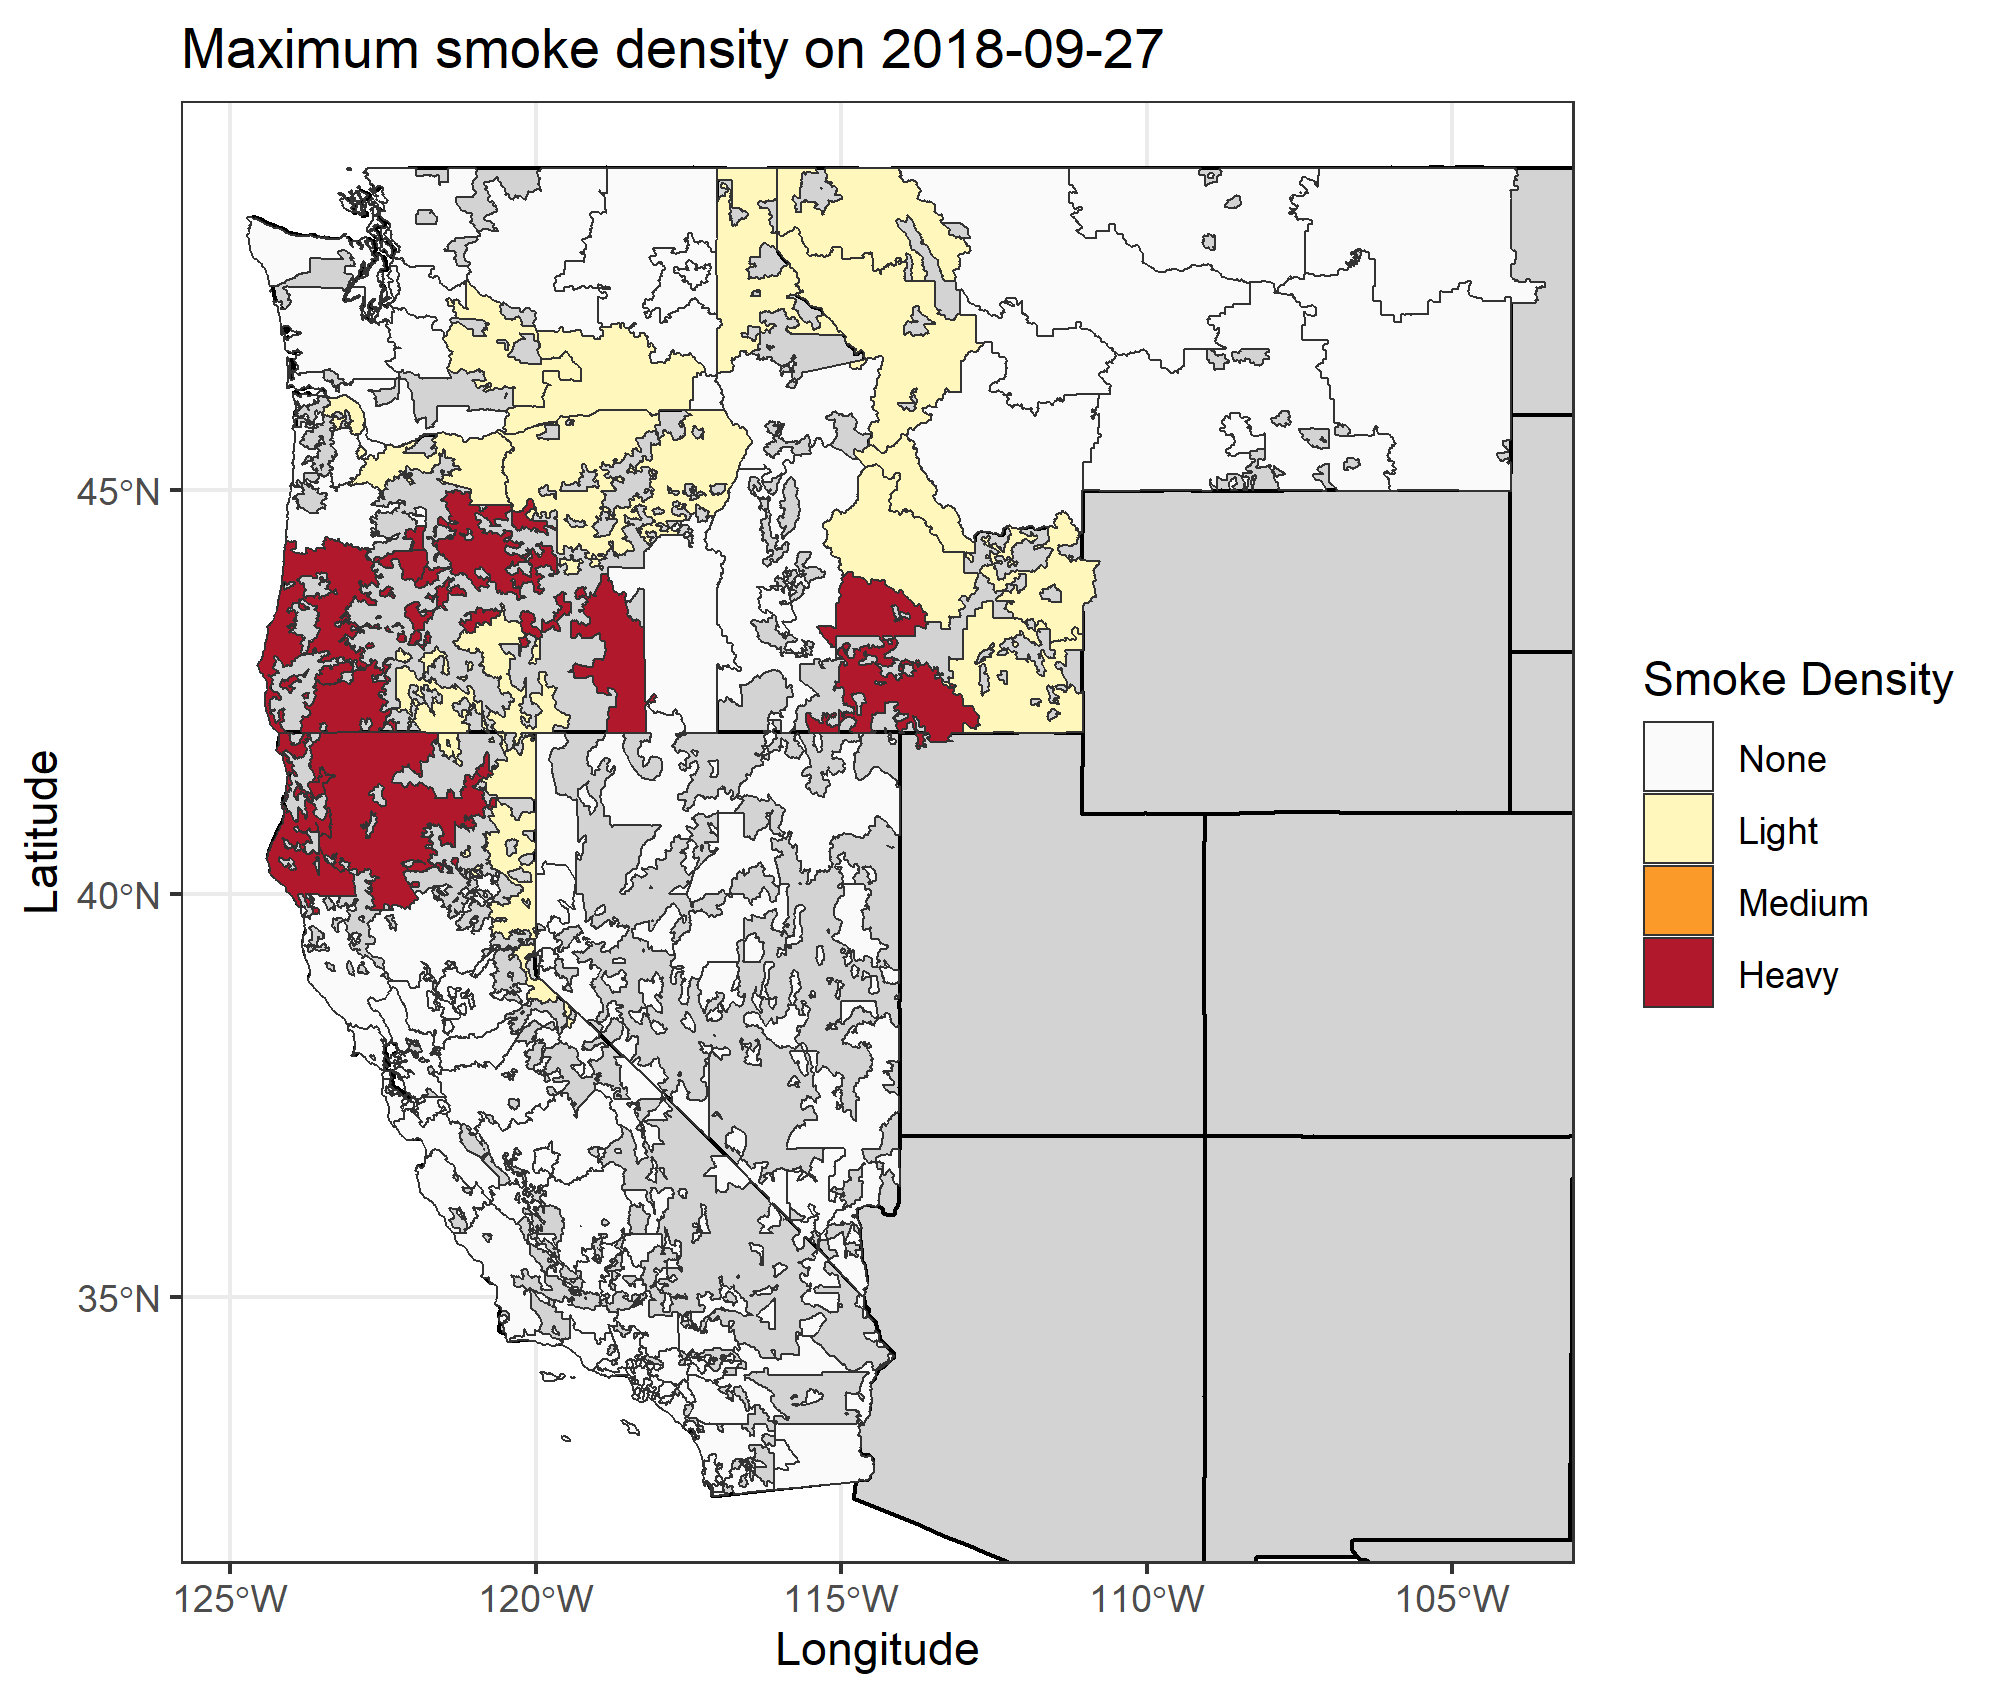 Maximum smoke density on 2018-09-27
45°N
40°N
35°N
Latitude
125°W
120°W
115°W
110°W
105°W
Longitude
Smoke Density
None
Light
Medium
Heavy